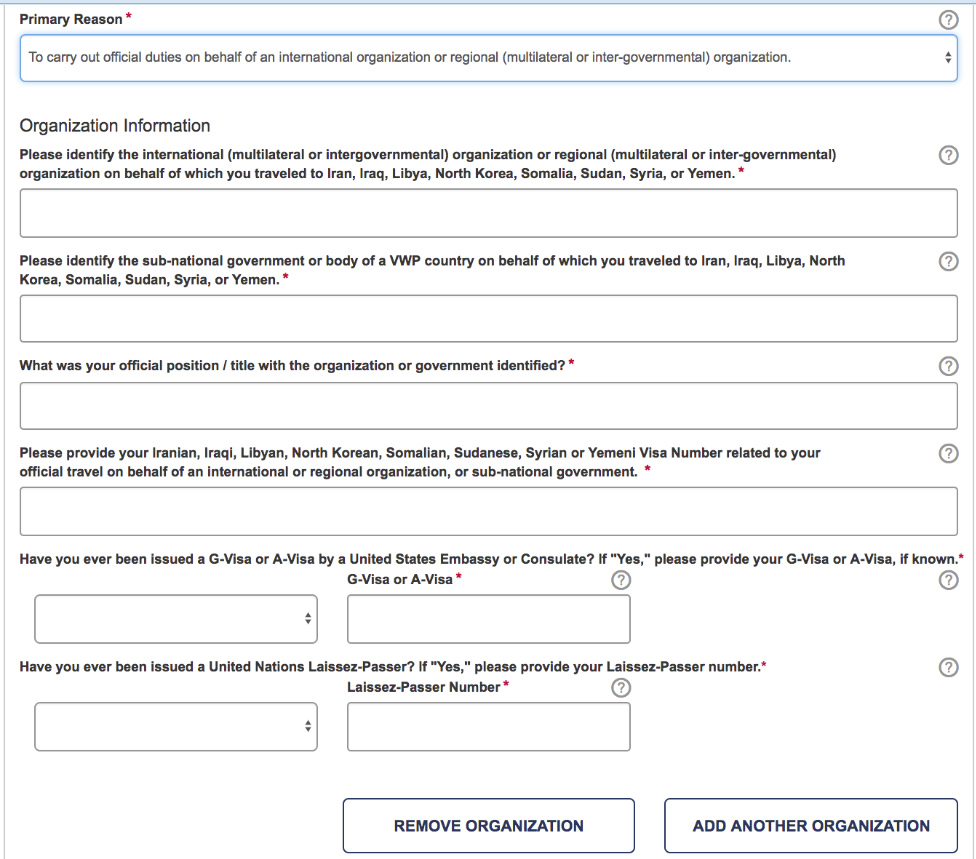 Primary Reason *
?
To carry out official duties on behalf of an international organization or regional (multilateral or inter-governmental) organization.
Organization Information
Please identify the international (multilateral or intergovernmental) organization or regional (multilateral or inter-governmental)
organization on behalf of which you traveled to Iran, Iraq, Libya, North Korea, Somalia, Sudan, Syria, or Yemen. *
?
Please identify the sub-national government or body of a VWP country on behalf of which you traveled to Iran, Iraq, Libya, North
Korea, Somalia, Sudan, Syria, or Yemen. *
?
What was your official position / title with the organization or government identified? *
?
Please provide your Iranian, Iraqi, Libyan, North Korean, Somalian, Sudanese, Syrian or Yemeni Visa Number related to your
official travel on behalf of an international or regional organization, or sub-national government. *
?
Have you ever been issued a G-Visa or A-Visa by a United States Embassy or Consulate? If "Yes," please provide your G-Visa or A-Visa, if known.*
G-Visa or A-Visa *
?
?
Have you ever been issued a United Nations Laissez-Passer? If "Yes," please provide your Laissez-Passer number.*
?
Laissez-Passer Number *
?
REMOVE ORGANIZATION
ADD ANOTHER ORGANIZATION